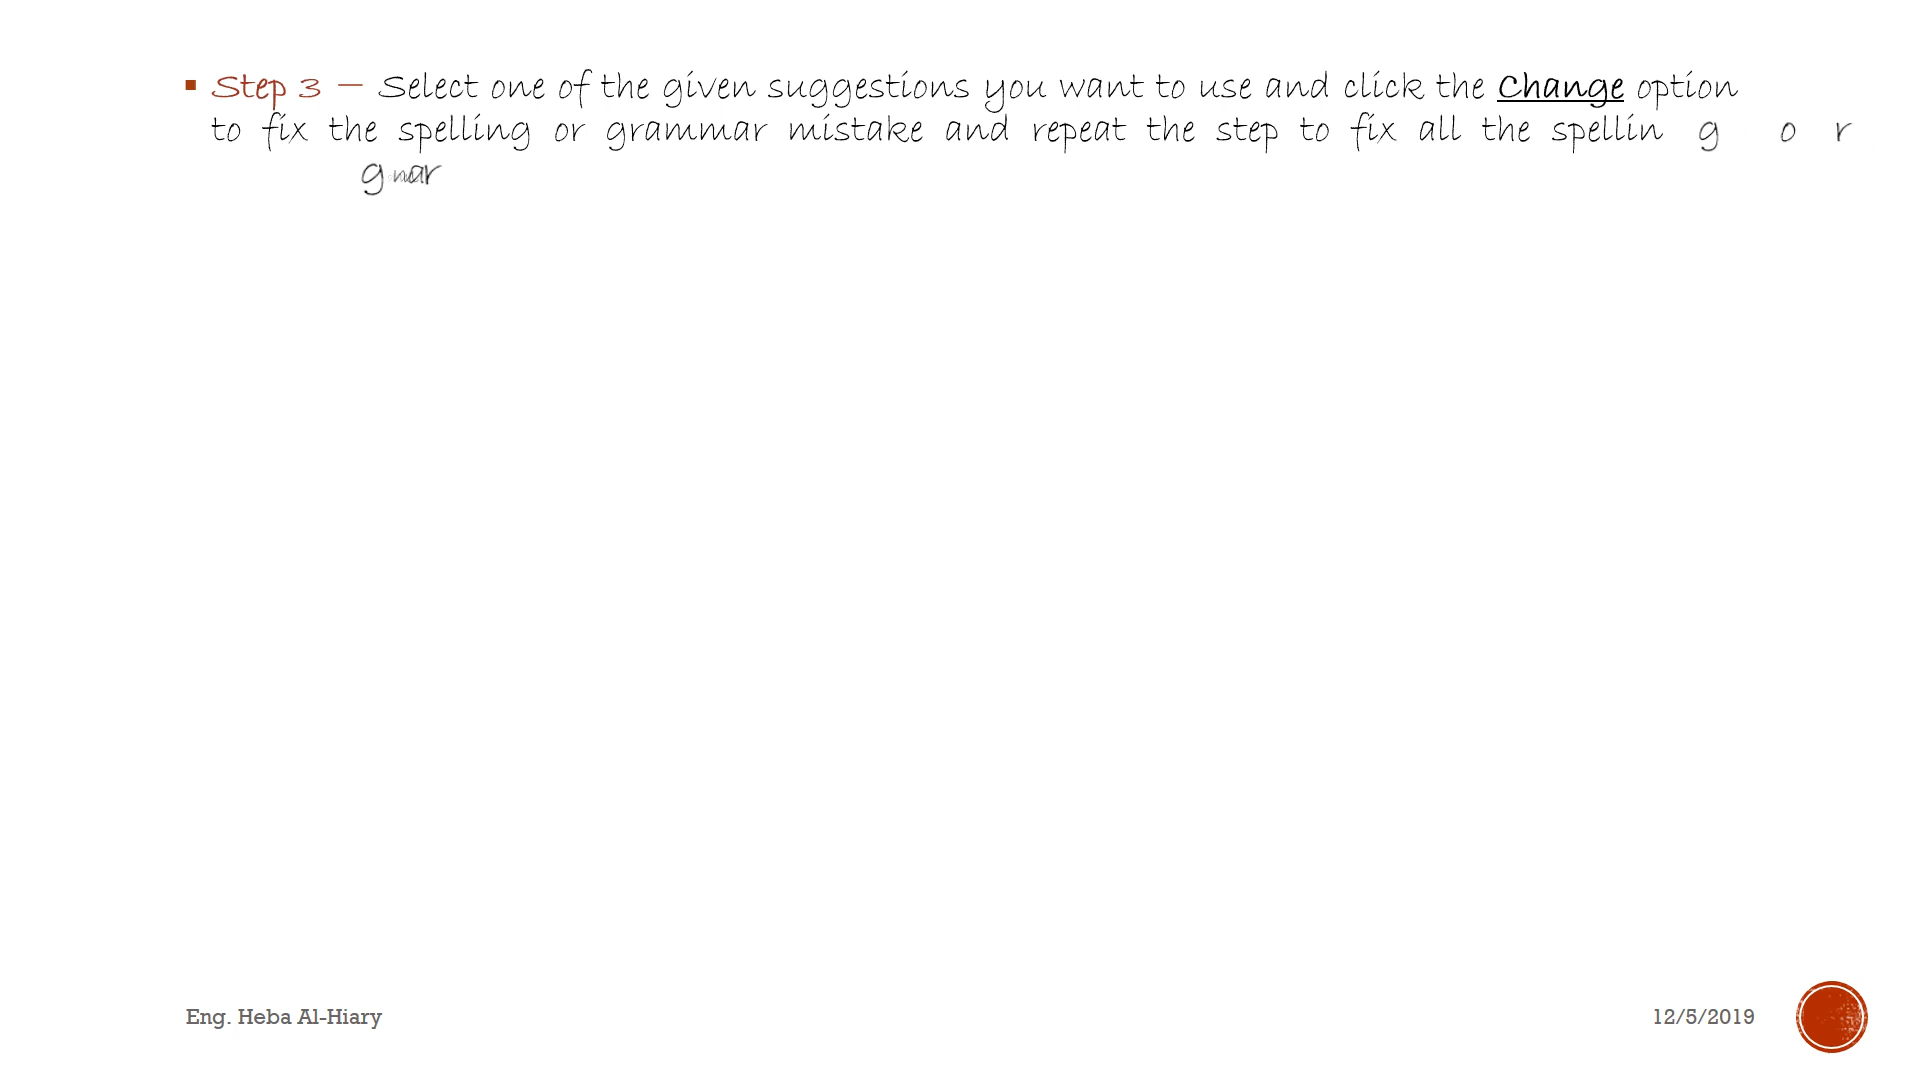 ▪ Step 3 — Select one of the given suggestions you want to use and click the Change option
to fix the spelling or grammar mistake and repeat the step to fix all the spellin g o r
Eng. Heba Al-Hiary
12/5/2019